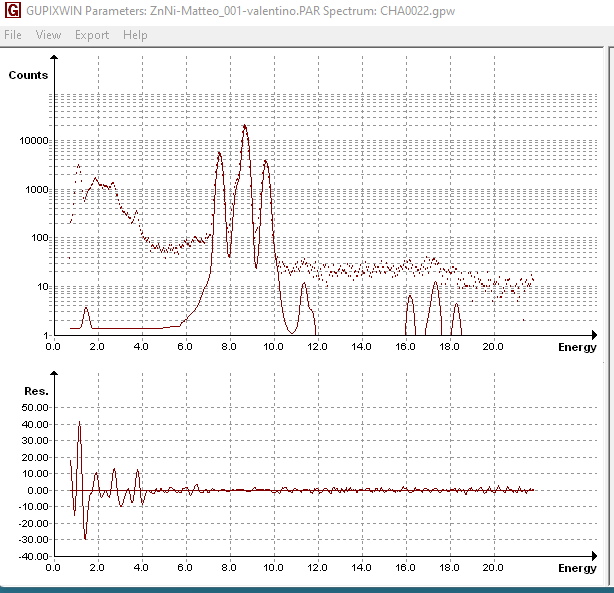 G GUPIXWIN Parameters: ZnNi-Matteo_001-valentino.PAR Spectrum: CHA0022.gpw
File View Export Help
Counts
10000
1000
100
10
1
0.0 2.0 4.0 6.0 8.0 10.0 12.0 14.0 16.0 18.0 20.0 Energy
Res.
50.00
40.00
30.00
20.00
10.00
0.00
-10.00
-20.00
-30.00
-40.00
0.0 2.0 4.0 6.0 8.0 10.0 12.0 14.0 16.0 18.0 20.0 Energy